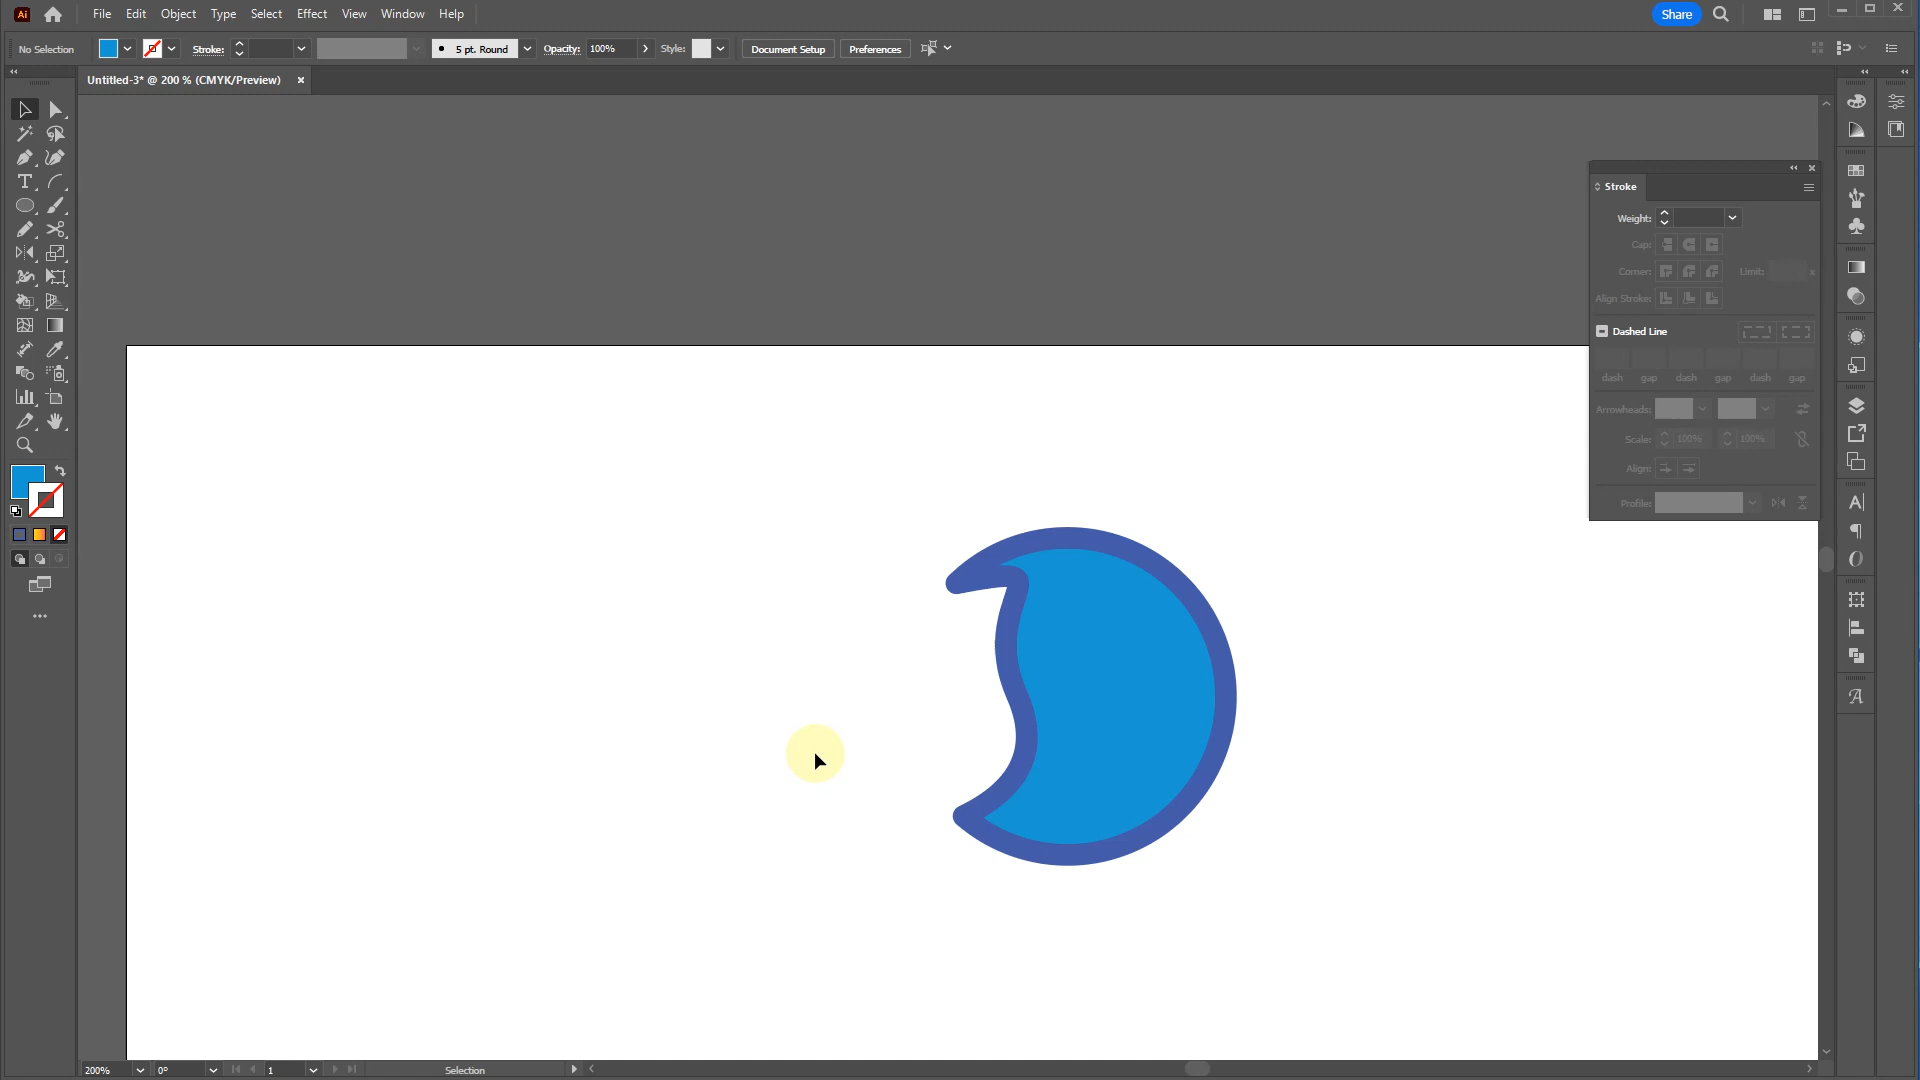 Ai File Edit Object Type Select Effect View Window Help Share
No Selection Stroke: 5 pt. Round Opacity: 100% Style: Document Setup Preferences
Untitled-3* @ 200 % (CMYK/Preview)
Stroke
Weight:
Cap:
Corner: Limit: x
Align Stroke:
Dashed Line
dash gap dash gap dash gap
Arrowheads:
Scale: 100% 100%
Align:
Profile:
200% 0° 1 Selection